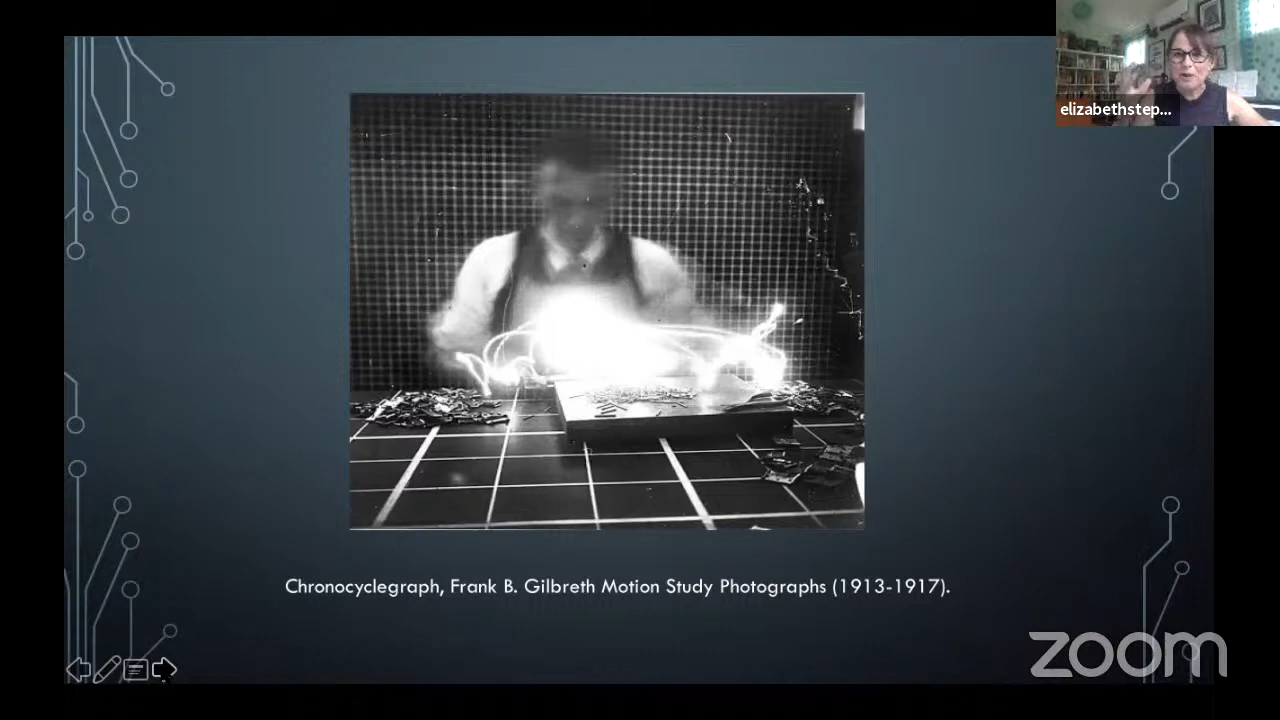 elizabethstep...
Chronocyclegraph, Frank B. Gilbreth Motion Study Photographs (1913-1917).
zoom